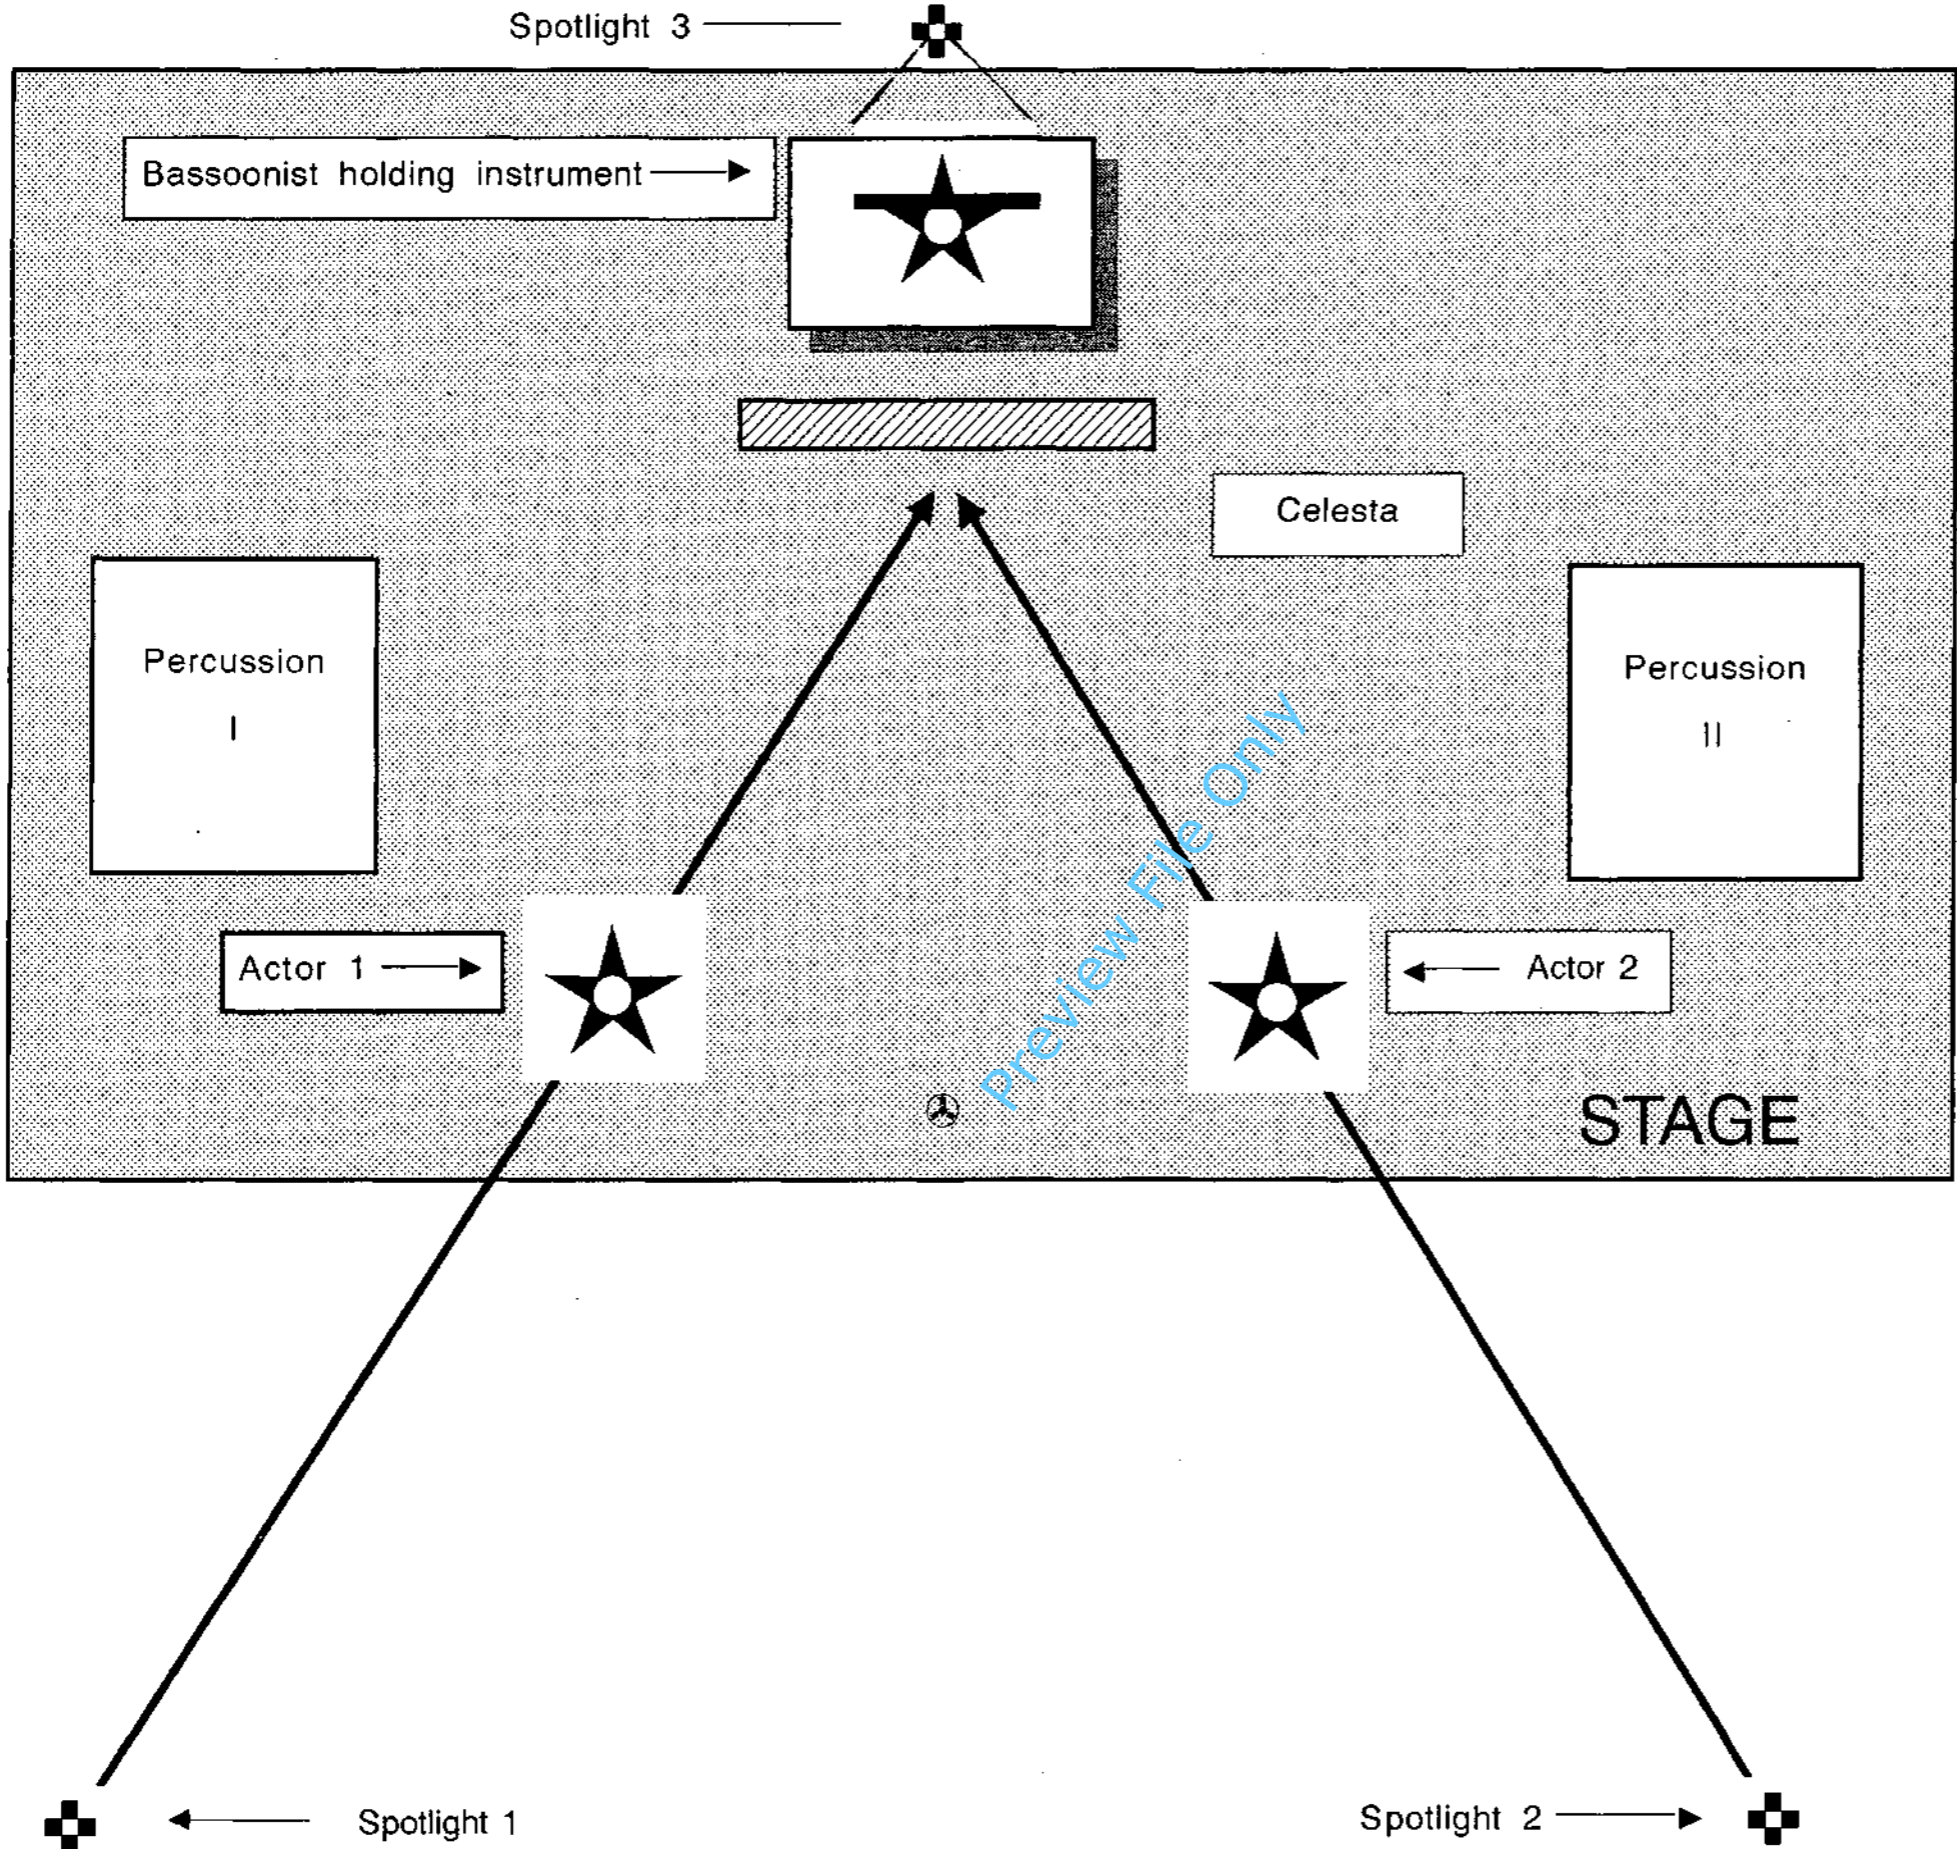 Spotlight 3
Bassoonist holding instrument
Celesta
Percussion
I
Percussion
II
Preview File Only
Actor 1
Actor 2
STAGE
Spotlight 1
Spotlight 2